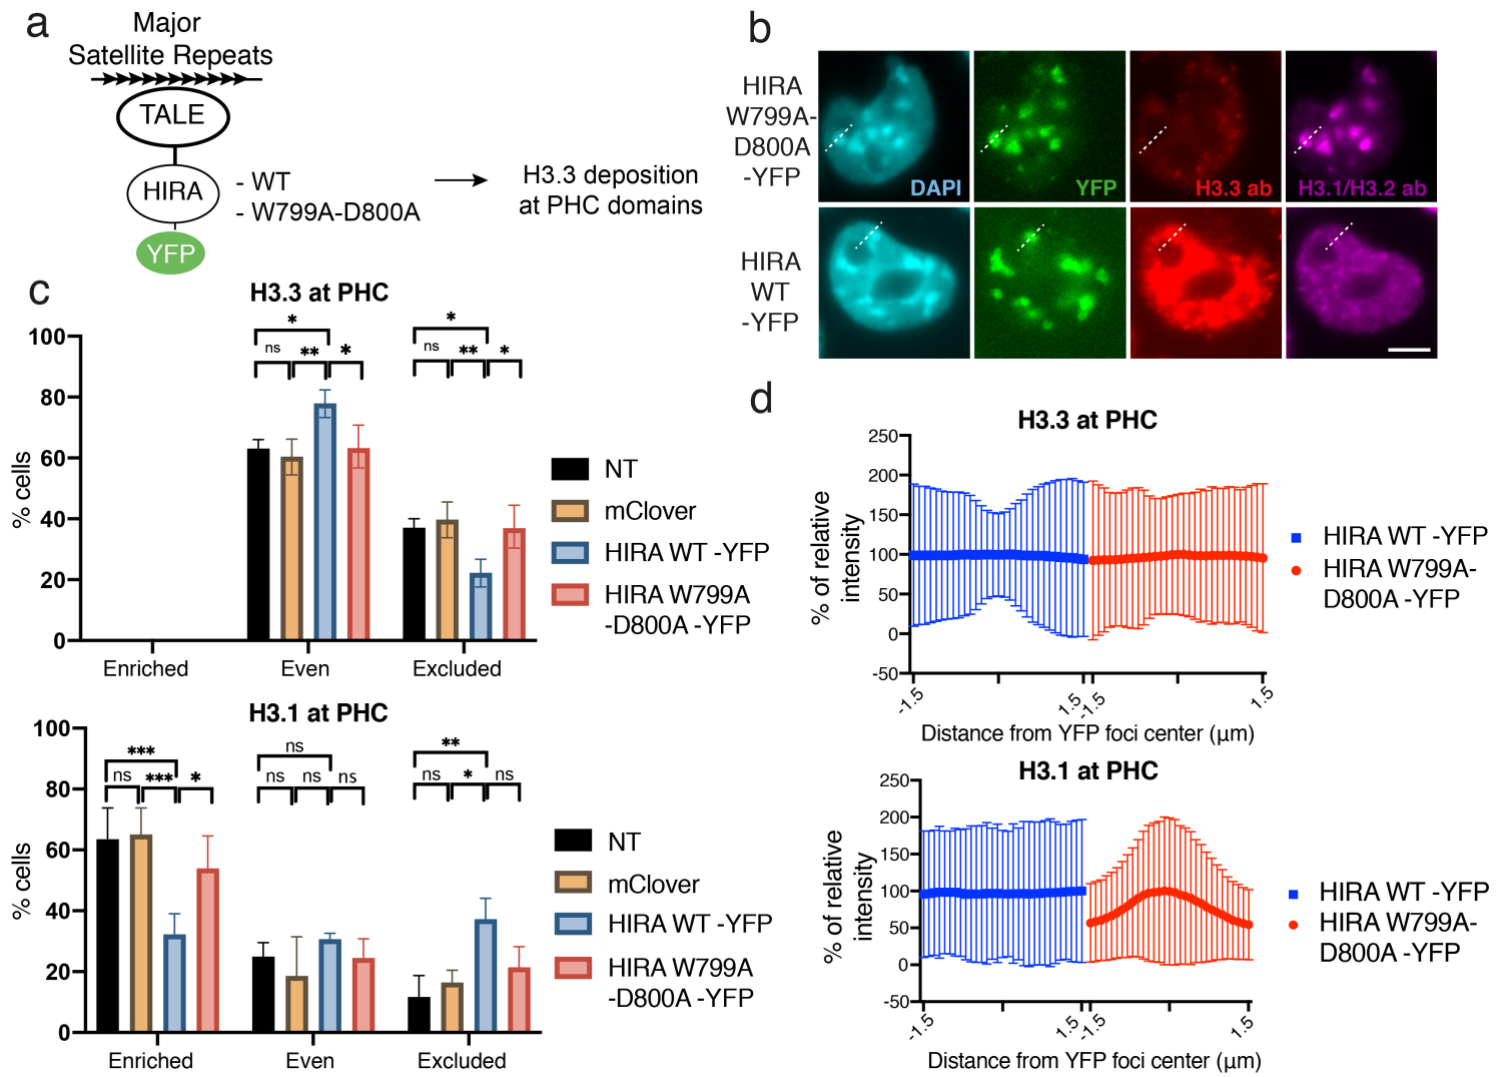 a
Major
Satellite Repeats
TALE
HIRA
- WT
- W799A-D800A
YFP
H3.3 deposition
at PHC domains
b
HIRA
W799A-
D800A
-YFP
DAPI
YFP
H3.3 ab
H3.1/H3.2 ab
HIRA
WT
-YFP
c
H3.3 at PHC
100
80
60
40
20
0
% cells
* ns ** *
* ns ** *
Enriched
Even
Excluded
NT
mClover
HIRA WT -YFP
HIRA W799A
-D800A -YFP
H3.1 at PHC
100
80
60
40
20
0
% cells
*** ns *** *
ns ns ns ns
** ns * ns
Enriched
Even
Excluded
NT
mClover
HIRA WT -YFP
HIRA W799A
-D800A -YFP
d
H3.3 at PHC
250
200
150
100
50
0
-50
% of relative
intensity
-1.5
1.5
-1.5
1.5
Distance from YFP foci center (μm)
HIRA WT -YFP
HIRA W799A-
D800A -YFP
H3.1 at PHC
250
200
150
100
50
0
-50
% of relative
intensity
-1.5
1.5
-1.5
1.5
Distance from YFP foci center (μm)
HIRA WT -YFP
HIRA W799A-
D800A -YFP